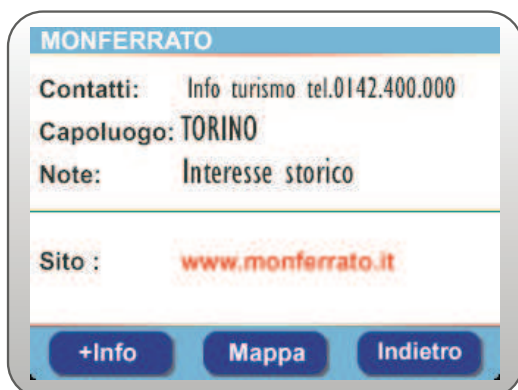 MONFERRATO
Contatti: Info turismo tel.0142.400.000
Capoluogo: TORINO
Note: Interesse storico
Sito : www.monferrato.it
+Info Mappa Indietro